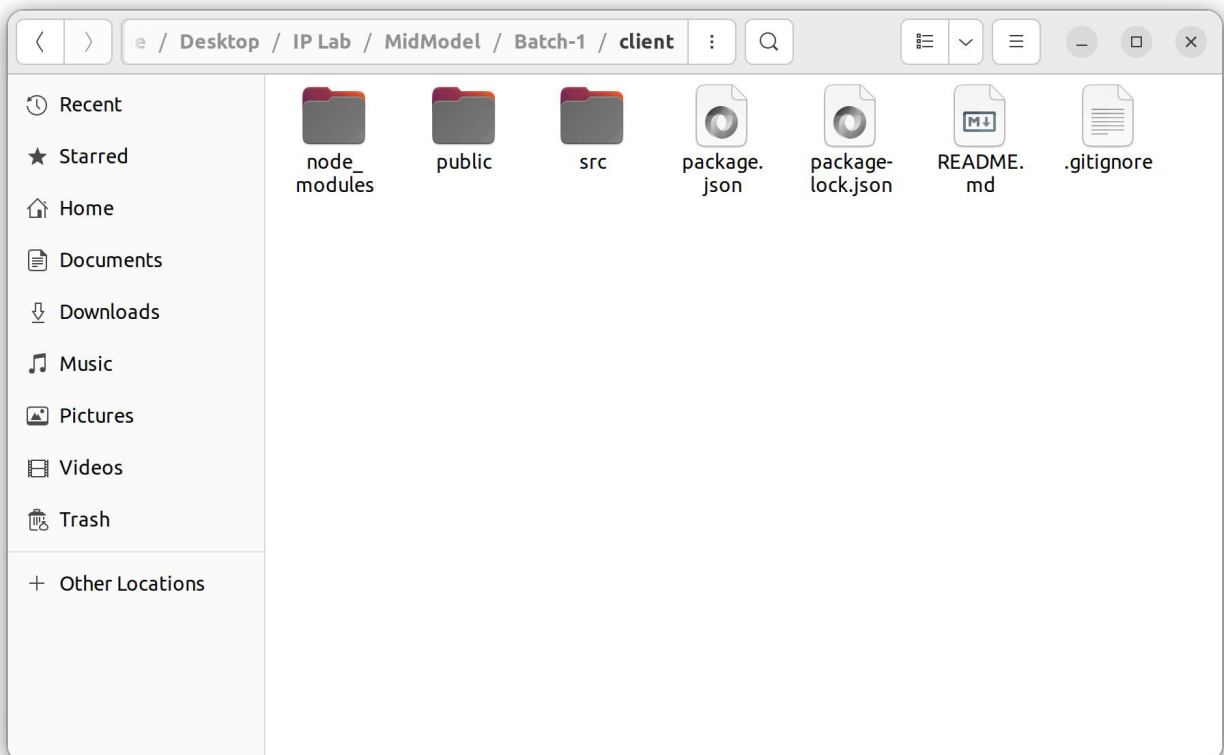 e / Desktop / IP Lab / MidModel / Batch-1 / client
Recent
Starred
Home
Documents
Downloads
Music
Pictures
Videos
Trash
+ Other Locations
node_
modules
public
src
package.
json
package-
lock.json
M↓
README.
md
.gitignore